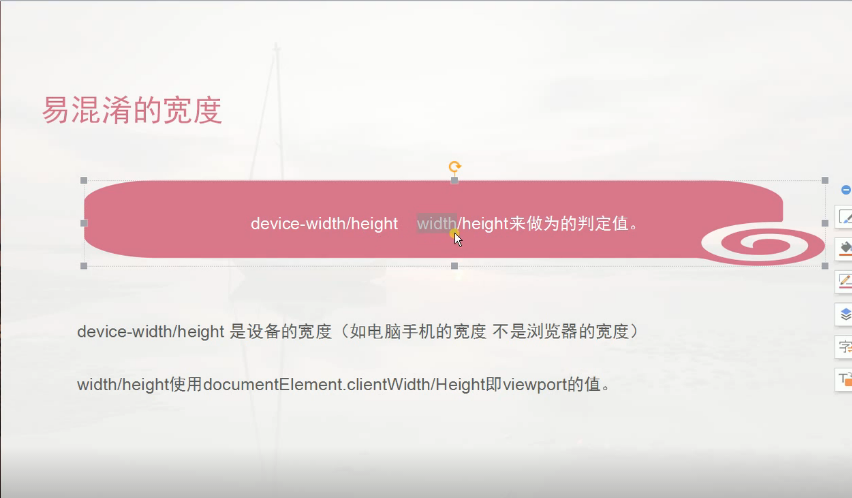 易混淆的宽度
device-width/height width/height来做为的判定值。
device-width/height 是设备的宽度（如电脑手机的宽度 不是浏览器的宽度）
width/height使用documentElement.clientWidth/Height即viewport的值。